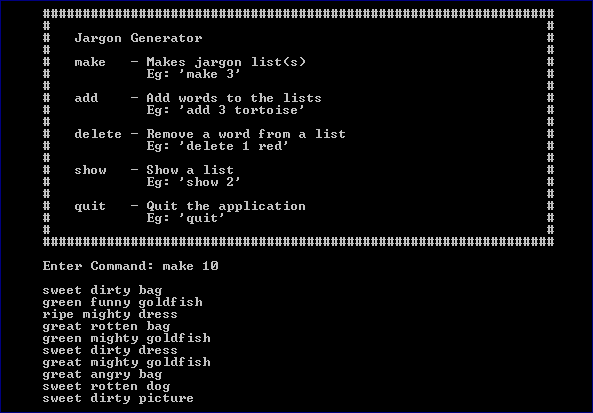 ################################################################
#                                                              #
#   Jargon Generator                                           #
#                                                              #
#   make   - Makes jargon list(s)                              #
#            Eg: 'make 3'                                      #
#                                                              #
#   add    - Add words to the lists                            #
#            Eg: 'add 3 tortoise'                              #
#                                                              #
#   delete - Remove a word from a list                         #
#            Eg: 'delete 1 red'                                #
#                                                              #
#   show   - Show a list                                       #
#            Eg: 'show 2'                                      #
#                                                              #
#   quit   - Quit the application                              #
#            Eg: 'quit'                                        #
#                                                              #
################################################################
Enter Command: make 10
sweet dirty bag
green funny goldfish
ripe mighty dress
great rotten bag
green mighty goldfish
sweet dirty dress
great mighty goldfish
great angry bag
sweet rotten dog
sweet dirty picture